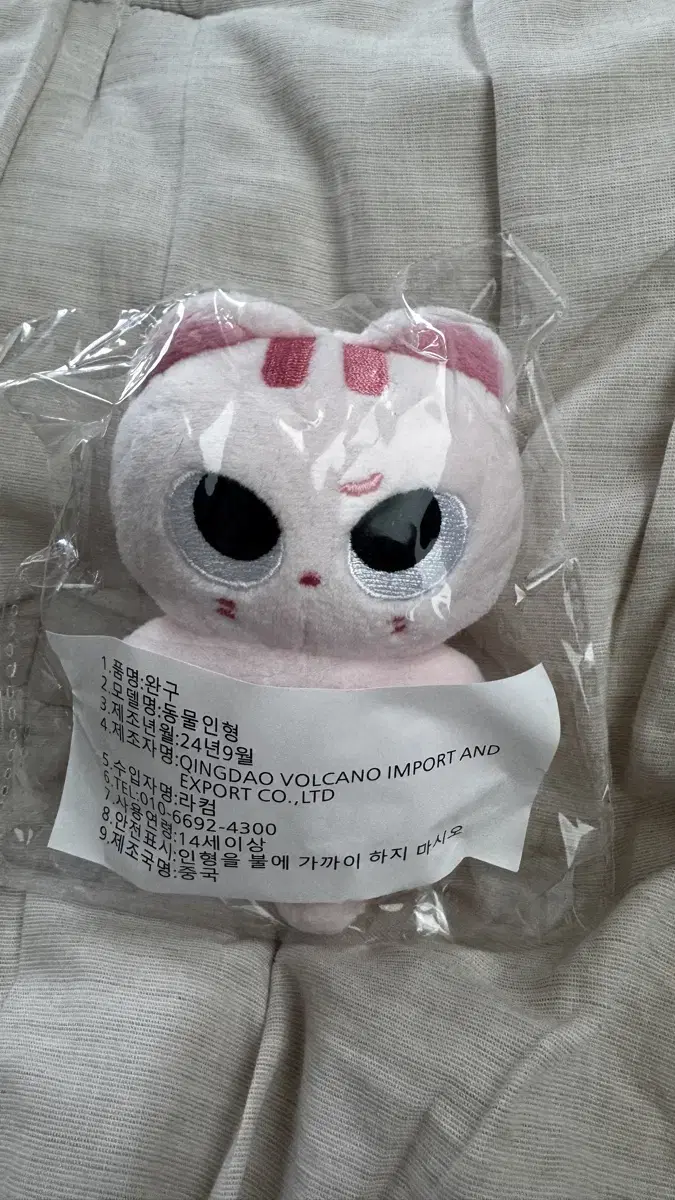 1.품명:완구
2.모델명:동물인형
3.제조년월:24년9월
4.제조자명:QINGDAO VOLCANO IMPORT AND
EXPORT CO.,LTD
5.수입자명:라컴
6.TEL:010-6692-4300
7.사용연령:14세이상
8.안전표시:인형을 불에 가까이 하지 마시오
9.제조국명:중국